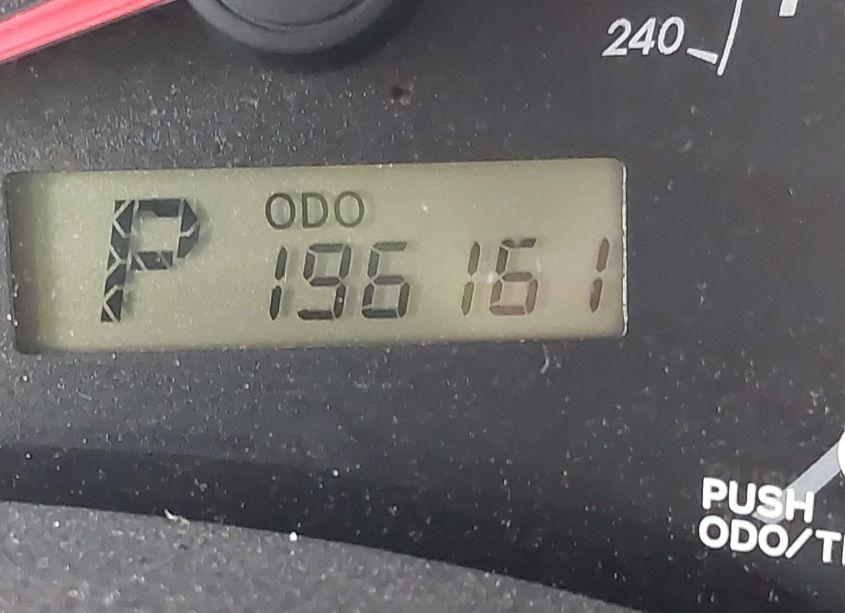 240
P ODO
196161
PUSH
ODO/T